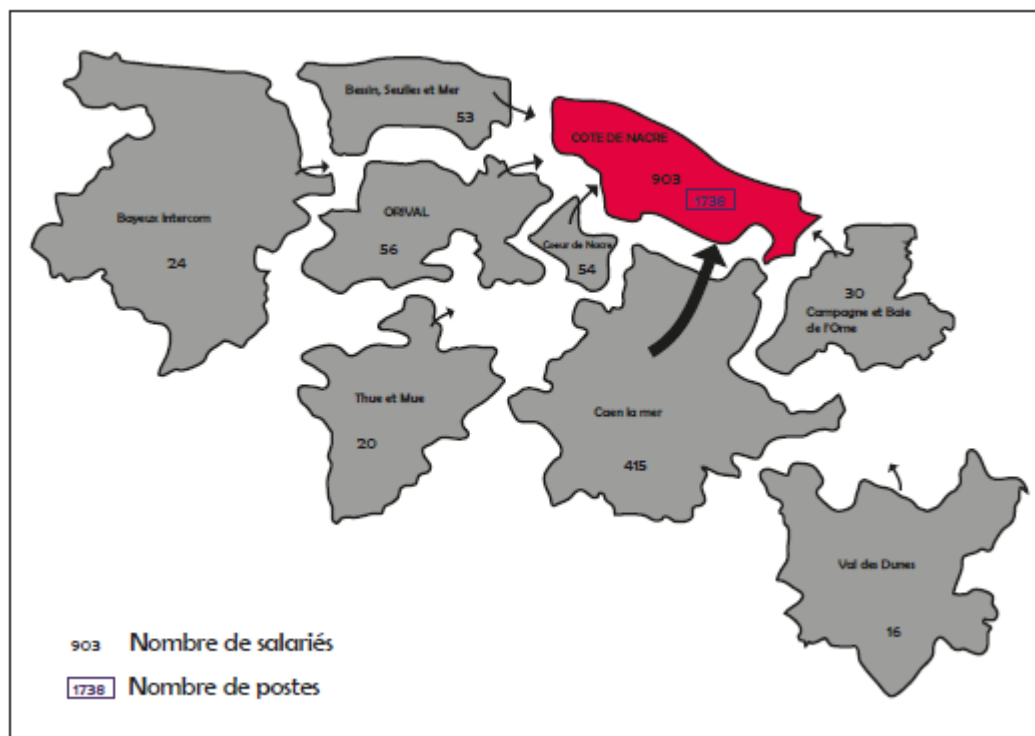 Bessin, Seulles et Mer
53
COTE DE NACRE
903
1738
Bayeux Intercom
24
ORIVAL
56
Coeur de Nacre
54
30
Campagne et Baie
de l'Orne
Thue et Mue
20
Caen la mer
415
Val des Dunes
16
903 Nombre de salariés
1738 Nombre de postes